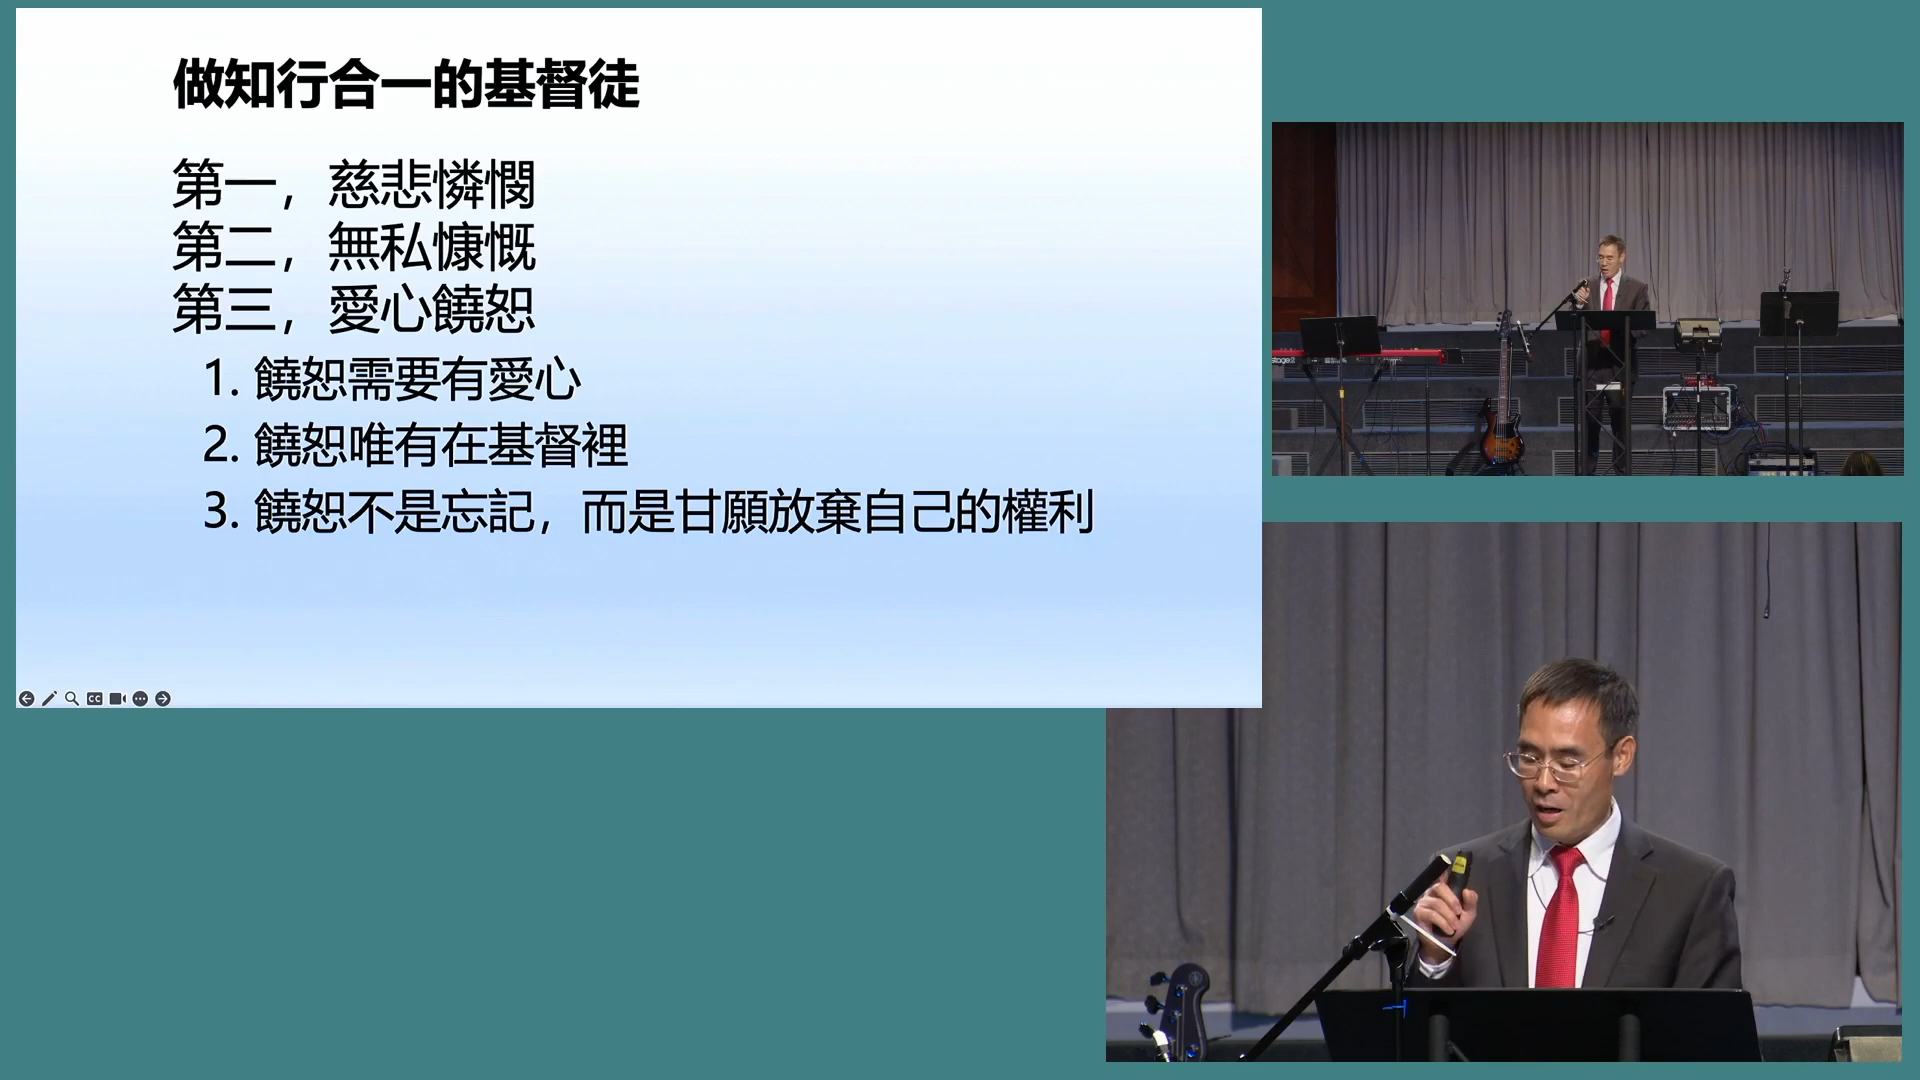 做知行合一的基督徒
第一，慈悲憐憫
第二，無私慷慨
第三，愛心饒恕
1. 饒恕需要有愛心
2. 饒恕唯有在基督裡
3. 饒恕不是忘記，而是甘願放棄自己的權利
CC
stage2